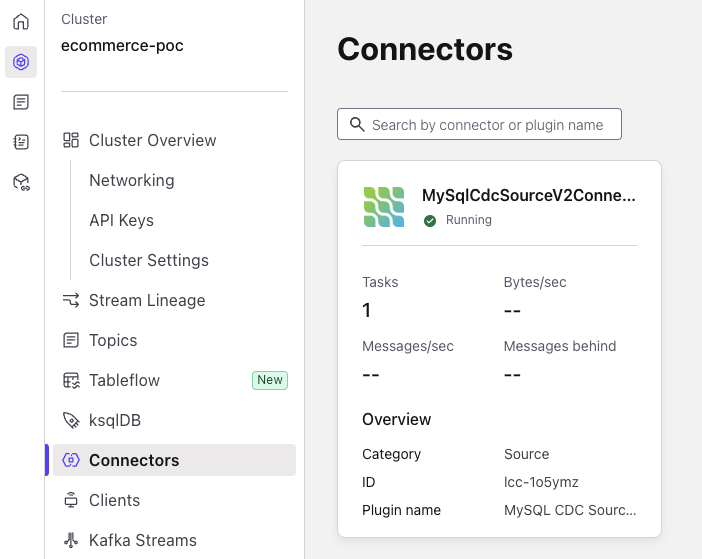 Cluster
ecommerce-poc
Cluster Overview
Networking
API Keys
Cluster Settings
Stream Lineage
Topics
Tableflow New
ksqlDB
Connectors
Clients
Kafka Streams
Connectors
Search by connector or plugin name
MySqlCdcSourceV2Conne...
Running
Tasks Bytes/sec
1 --
Messages/sec Messages behind
-- --
Overview
Category Source
ID lcc-1o5ymz
Plugin name MySQL CDC Sourc...